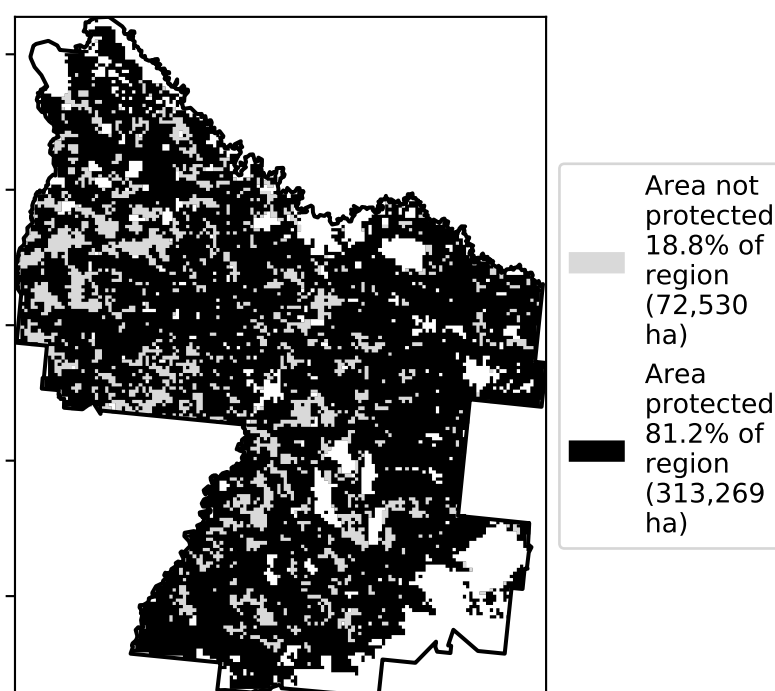 Area not
protected
18.8% of
region
(72,530
ha)
Area
protected
81.2% of
region
(313,269
ha)